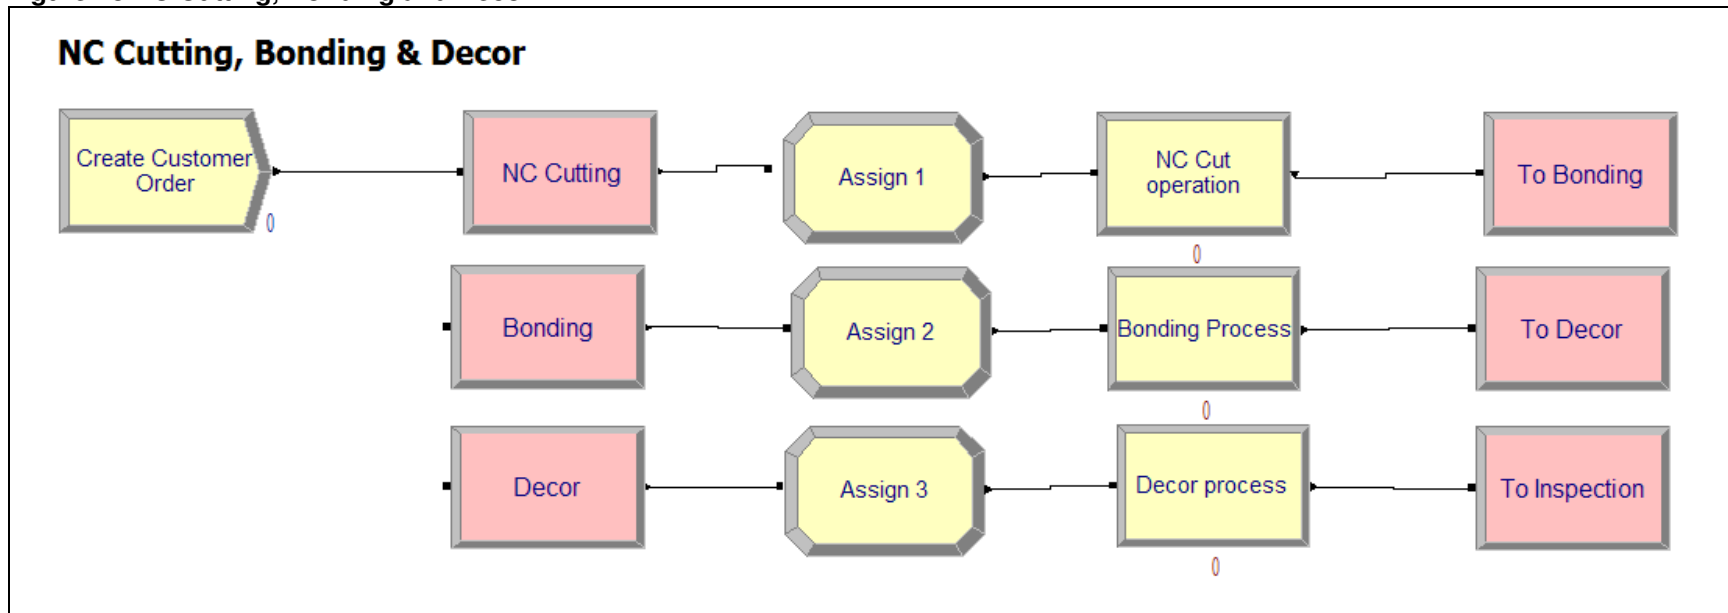 NC Cutting, Bonding & Decor
Create Customer
Order
0
NC Cutting
Assign 1
NC Cut
operation
0
To Bonding
Bonding
Assign 2
Bonding Process
0
To Decor
Decor
Assign 3
Decor process
0
To Inspection